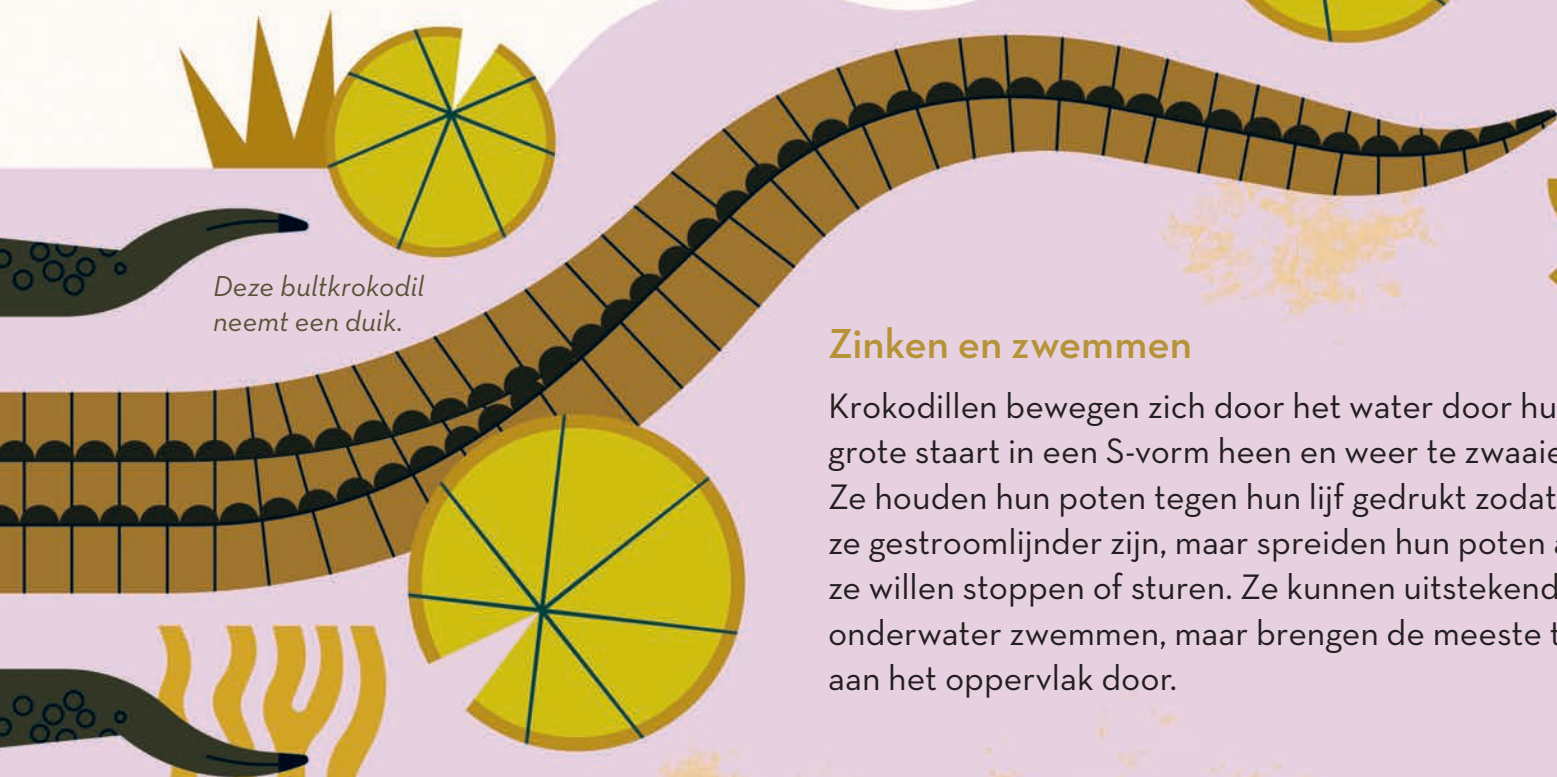 Deze bultkrokodil
neemt een duik.
Zinken en zwemmen
Krokodillen bewegen zich door het water door
grote staart in een S-vorm heen en weer te
Ze houden hun poten tegen hun lijf gedrukt zodat
ze gestroomlijnder zijn, maar spreiden hun poten
ze willen stoppen of sturen. Ze kunnen uitstekend
onderwater zwemmen, maar brengen de meeste
aan het oppervlak door.